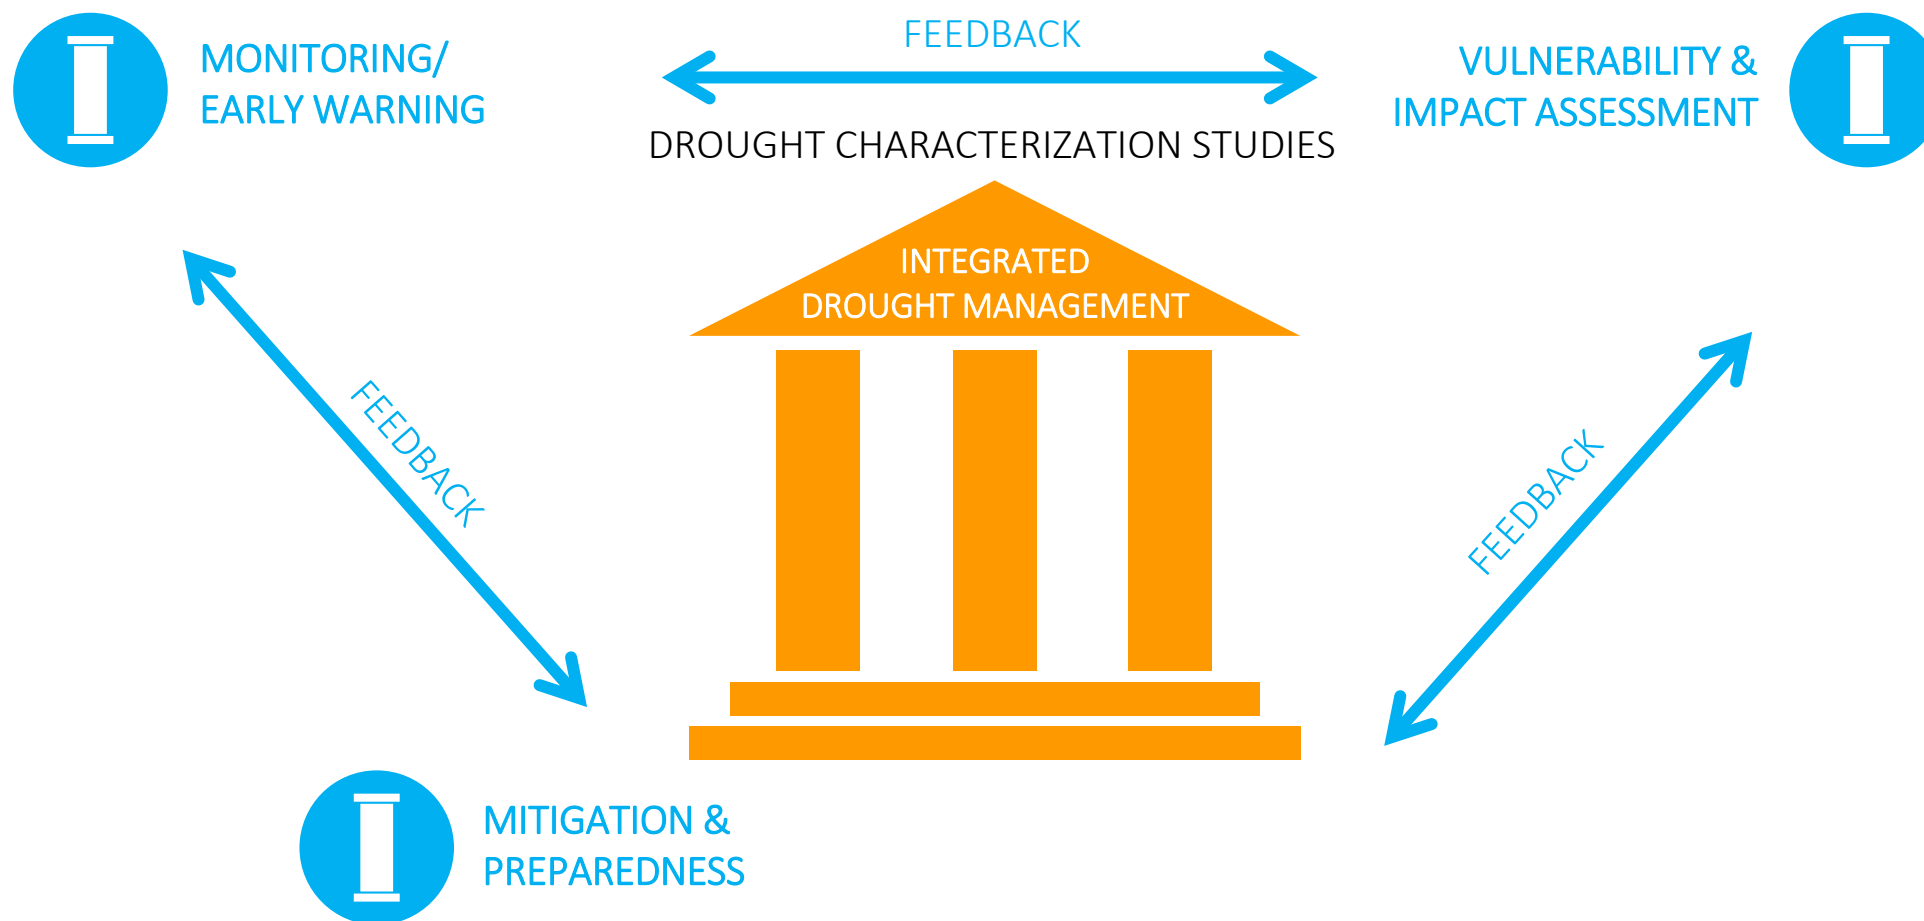 FEEDBACK
MONITORING/
EARLY WARNING
VULNERABILITY &
IMPACT ASSESSMENT
DROUGHT CHARACTERIZATION STUDIES
INTEGRATED
DROUGHT MANAGEMENT
FEEDBACK
FEEDBACK
MITIGATION &
PREPAREDNESS